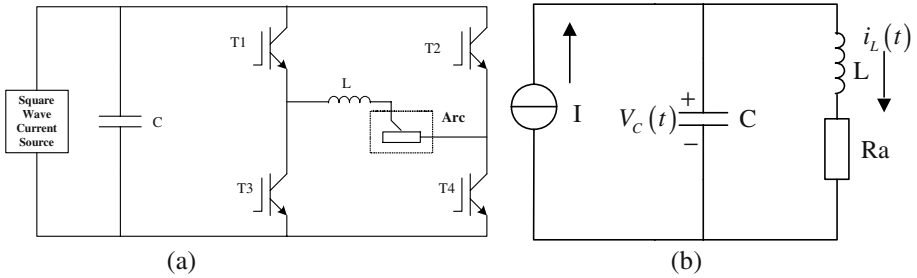 T1
T2
L
Square
Wave
Current
Source
C
Arc
T3
T4
(a)
i_L(t)
L
I
V_C(t)
+
−
C
Ra
(b)